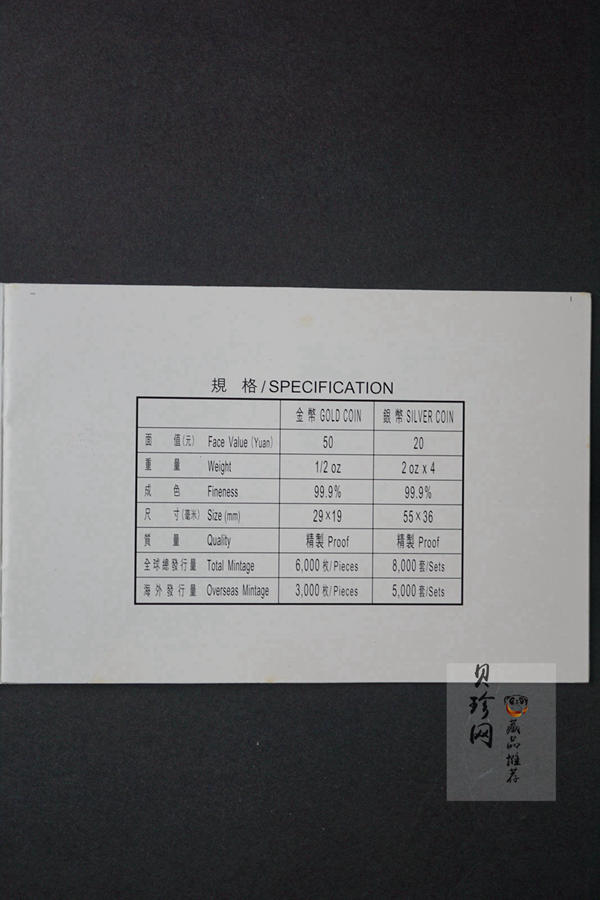 規 格/SPECIFICATION
金幣 GOLD COIN 銀幣 SILVER COIN
面 值(元) Face Value (Yuan) 50 20
重 量 Weight 1/2 oz 2 oz x 4
成 色 Fineness 99.9% 99.9%
尺 寸(毫米) Size (mm) 29×19 55×36
質 量 Quality 精製 Proof 精製 Proof
全球總發行量 Total Mintage 6,000 枚/Pieces 8,000 套/Sets
海外發行量 Overseas Mintage 3,000 枚/Pieces 5,000 套/Sets
贝珍网
藏品推荐